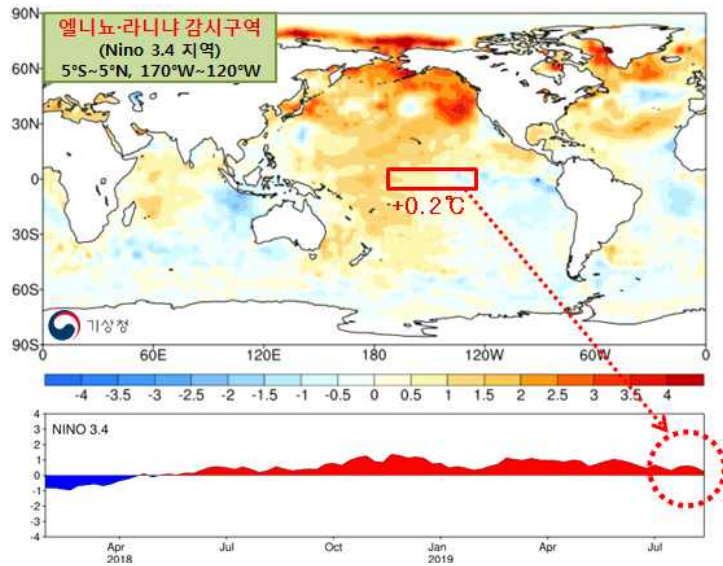 90N
엘니뇨·라니냐 감시구역
(Nino 3.4 지역)
5°S~5°N, 170°W~120°W
60N
30N
0
+0.2℃
30S
60S
기상청
90S
0 60E 120E 180 120W 60W 0
-4 -3.5 -3 -2.5 -2 -1.5 -1 -0.5 0 0.5 1 1.5 2 2.5 3 3.5 4
4
NINO 3.4
3
2
1
0
-1
-2
-3
-4
Apr Jul Oct Jan Apr Jul
2018 2019